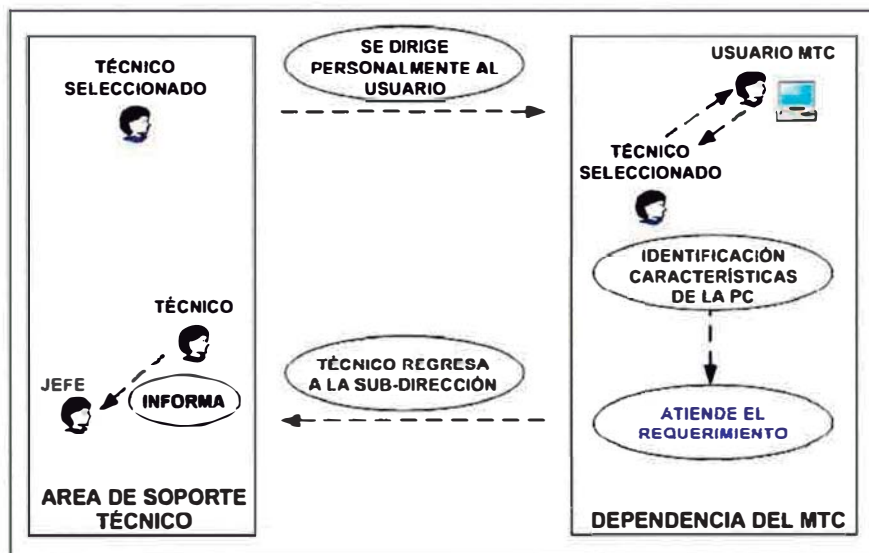 TÉCNICO
SELECCIONADO
SE DIRIGE
PERSONALMENTE AL
USUARIO
USUARIO MTC
TÉCNICO
SELECCIONADO
IDENTIFICACIÓN
CARACTERÍSTICAS
DE LA PC
TÉCNICO
JEFE
INFORMA
TÉCNICO REGRESA
A LA SUB-DIRECCIÓN
ATIENDE EL
REQUERIMIENTO
AREA DE SOPORTE
TÉCNICO
DEPENDENCIA DEL MTC